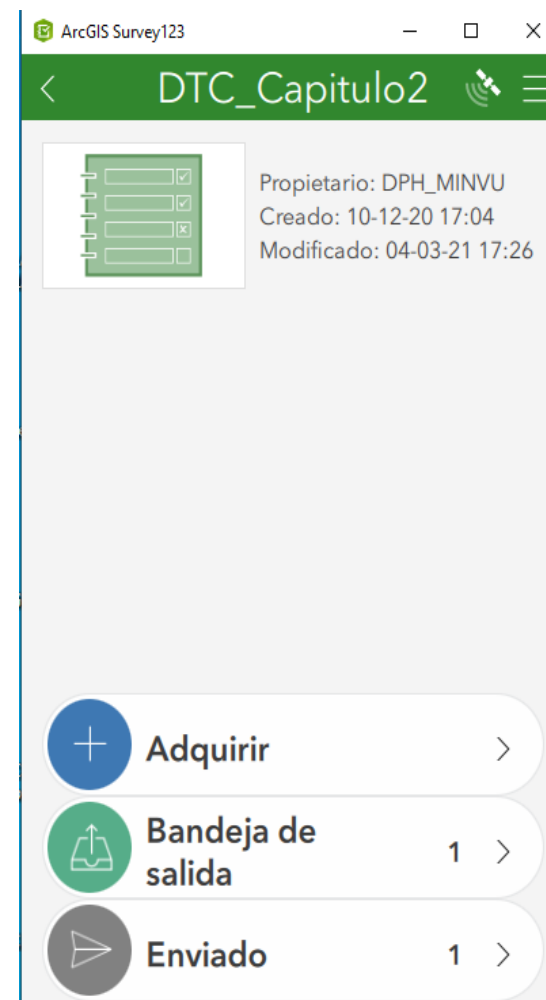 ArcGIS Survey123
DTC_Capitulo2
Propietario: DPH_MINVU
Creado: 10-12-20 17:04
Modificado: 04-03-21 17:26
Adquirir
Bandeja de
salida 1
Enviado 1